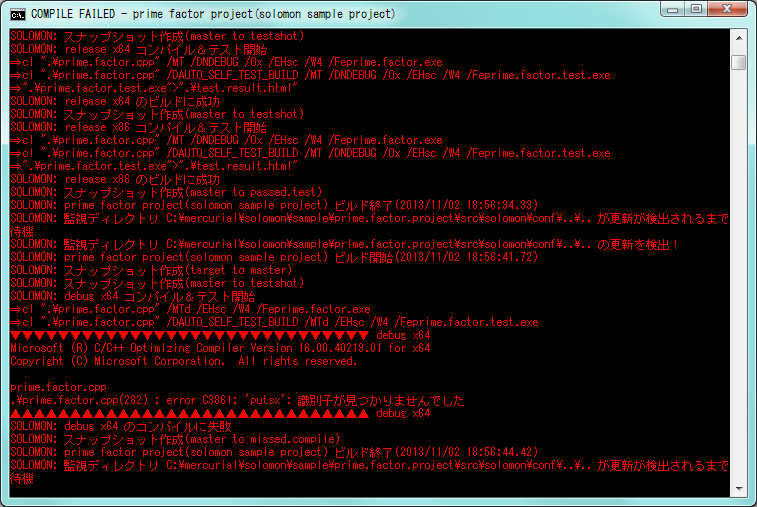 COMPILE FAILED - prime factor project(solomon sample project)
SOLOMON: スナップショット作成(master to testshot)
SOLOMON: release x64 コンパイル＆テスト開始
⇒cl ".\prime.factor.cpp" /MT /DNDEBUG /Ox /EHsc /W4 /Feprime.factor.exe
⇒cl ".\prime.factor.cpp" /DAUTO_SELF_TEST_BUILD /MT /DNDEBUG /Ox /EHsc /W4 /Feprime.factor.test.exe
⇒".\prime.factor.test.exe">".\test.result.html"
SOLOMON: release x64 のビルドに成功
SOLOMON: スナップショット作成(master to testshot)
SOLOMON: release x86 コンパイル＆テスト開始
⇒cl ".\prime.factor.cpp" /MT /DNDEBUG /Ox /EHsc /W4 /Feprime.factor.exe
⇒cl ".\prime.factor.cpp" /DAUTO_SELF_TEST_BUILD /MT /DNDEBUG /Ox /EHsc /W4 /Feprime.factor.test.exe
⇒".\prime.factor.test.exe">".\test.result.html"
SOLOMON: release x86 のビルドに成功
SOLOMON: スナップショット作成(master to passed.test)
SOLOMON: prime factor project(solomon sample project) ビルド終了(2013/11/02 18:56:34.33)
SOLOMON: 監視ディレクトリ C:\mercurial\solomon\sample\prime.factor.project\src\solomon\conf\..\.. が更新が検出されるまで
待機
SOLOMON: 監視ディレクトリ C:\mercurial\solomon\sample\prime.factor.project\src\solomon\conf\..\.. の更新を検出！
SOLOMON: prime factor project(solomon sample project) ビルド開始(2013/11/02 18:56:41.72)
SOLOMON: スナップショット作成(target to master)
SOLOMON: スナップショット作成(master to testshot)
SOLOMON: debug x64 コンパイル＆テスト開始
⇒cl ".\prime.factor.cpp" /MTd /EHsc /W4 /Feprime.factor.exe
⇒cl ".\prime.factor.cpp" /DAUTO_SELF_TEST_BUILD /MTd /EHsc /W4 /Feprime.factor.test.exe
▼▼▼▼▼▼▼▼▼▼▼▼▼▼▼▼▼▼▼▼▼▼▼▼▼▼▼▼▼▼ debug x64
Microsoft (R) C/C++ Optimizing Compiler Version 16.00.40219.01 for x64
Copyright (C) Microsoft Corporation.  All rights reserved.
prime.factor.cpp
.\prime.factor.cpp(232) : error C3861: 'putsx': 識別子が見つかりませんでした
▲▲▲▲▲▲▲▲▲▲▲▲▲▲▲▲▲▲▲▲▲▲▲▲▲▲▲▲▲▲ debug x64
SOLOMON: debug x64 のコンパイルに失敗
SOLOMON: スナップショット作成(master to missed.compile)
SOLOMON: prime factor project(solomon sample project) ビルド終了(2013/11/02 18:56:44.42)
SOLOMON: 監視ディレクトリ C:\mercurial\solomon\sample\prime.factor.project\src\solomon\conf\..\.. が更新が検出されるまで
待機